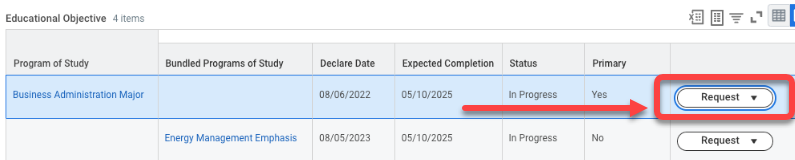 Educational Objective 4 items
Program of Study Bundled Programs of Study Declare Date Expected Completion Status Primary
Business Administration Major 08/06/2022 05/10/2025 In Progress Yes Request
Energy Management Emphasis 08/05/2023 05/10/2025 In Progress No Request